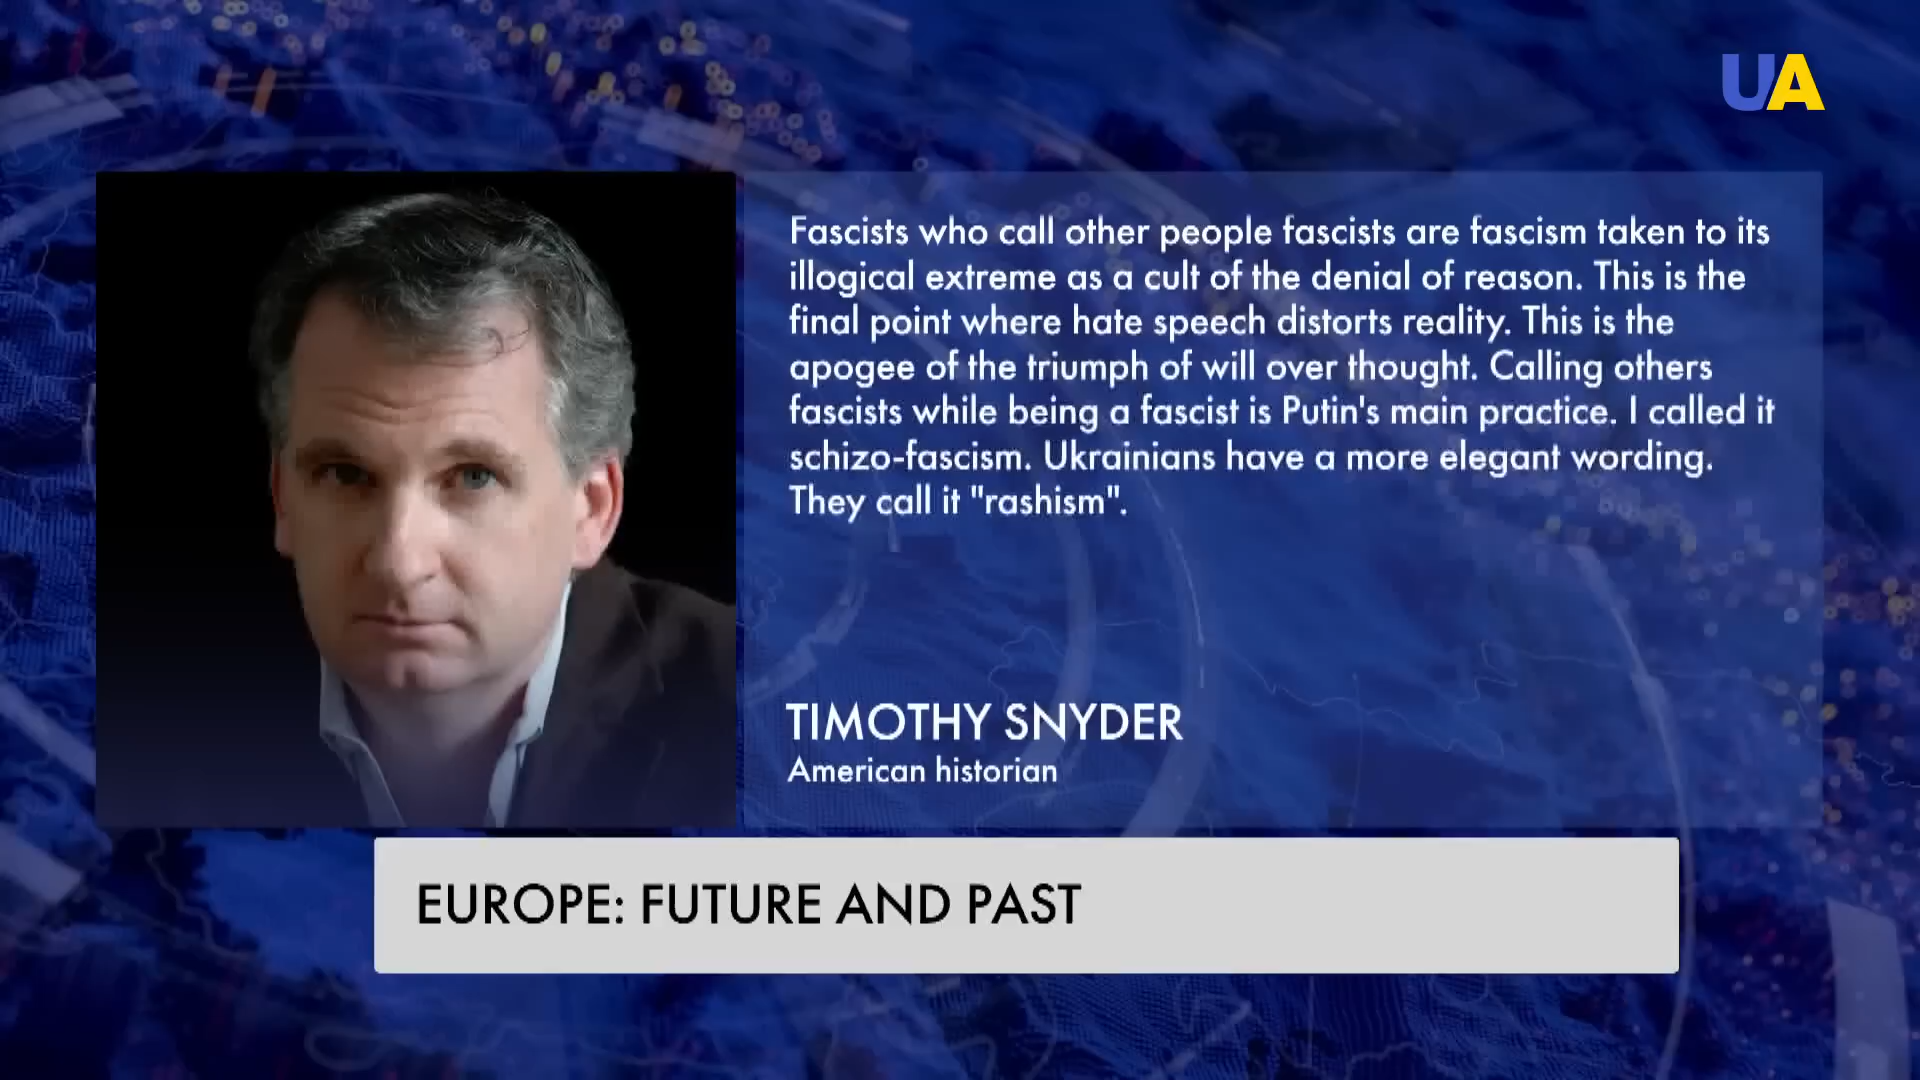 UA
Fascists who call other people fascists are fascism taken to its
illogical extreme as a cult of the denial of reason. This is the
final point where hate speech distorts reality. This is the
apogee of the triumph of will over thought. Calling others
fascists while being a fascist is Putin's main practice. I called it
schizo-fascism. Ukrainians have a more elegant wording.
They call it "rashism".
TIMOTHY SNYDER
American historian
EUROPE: FUTURE AND PAST